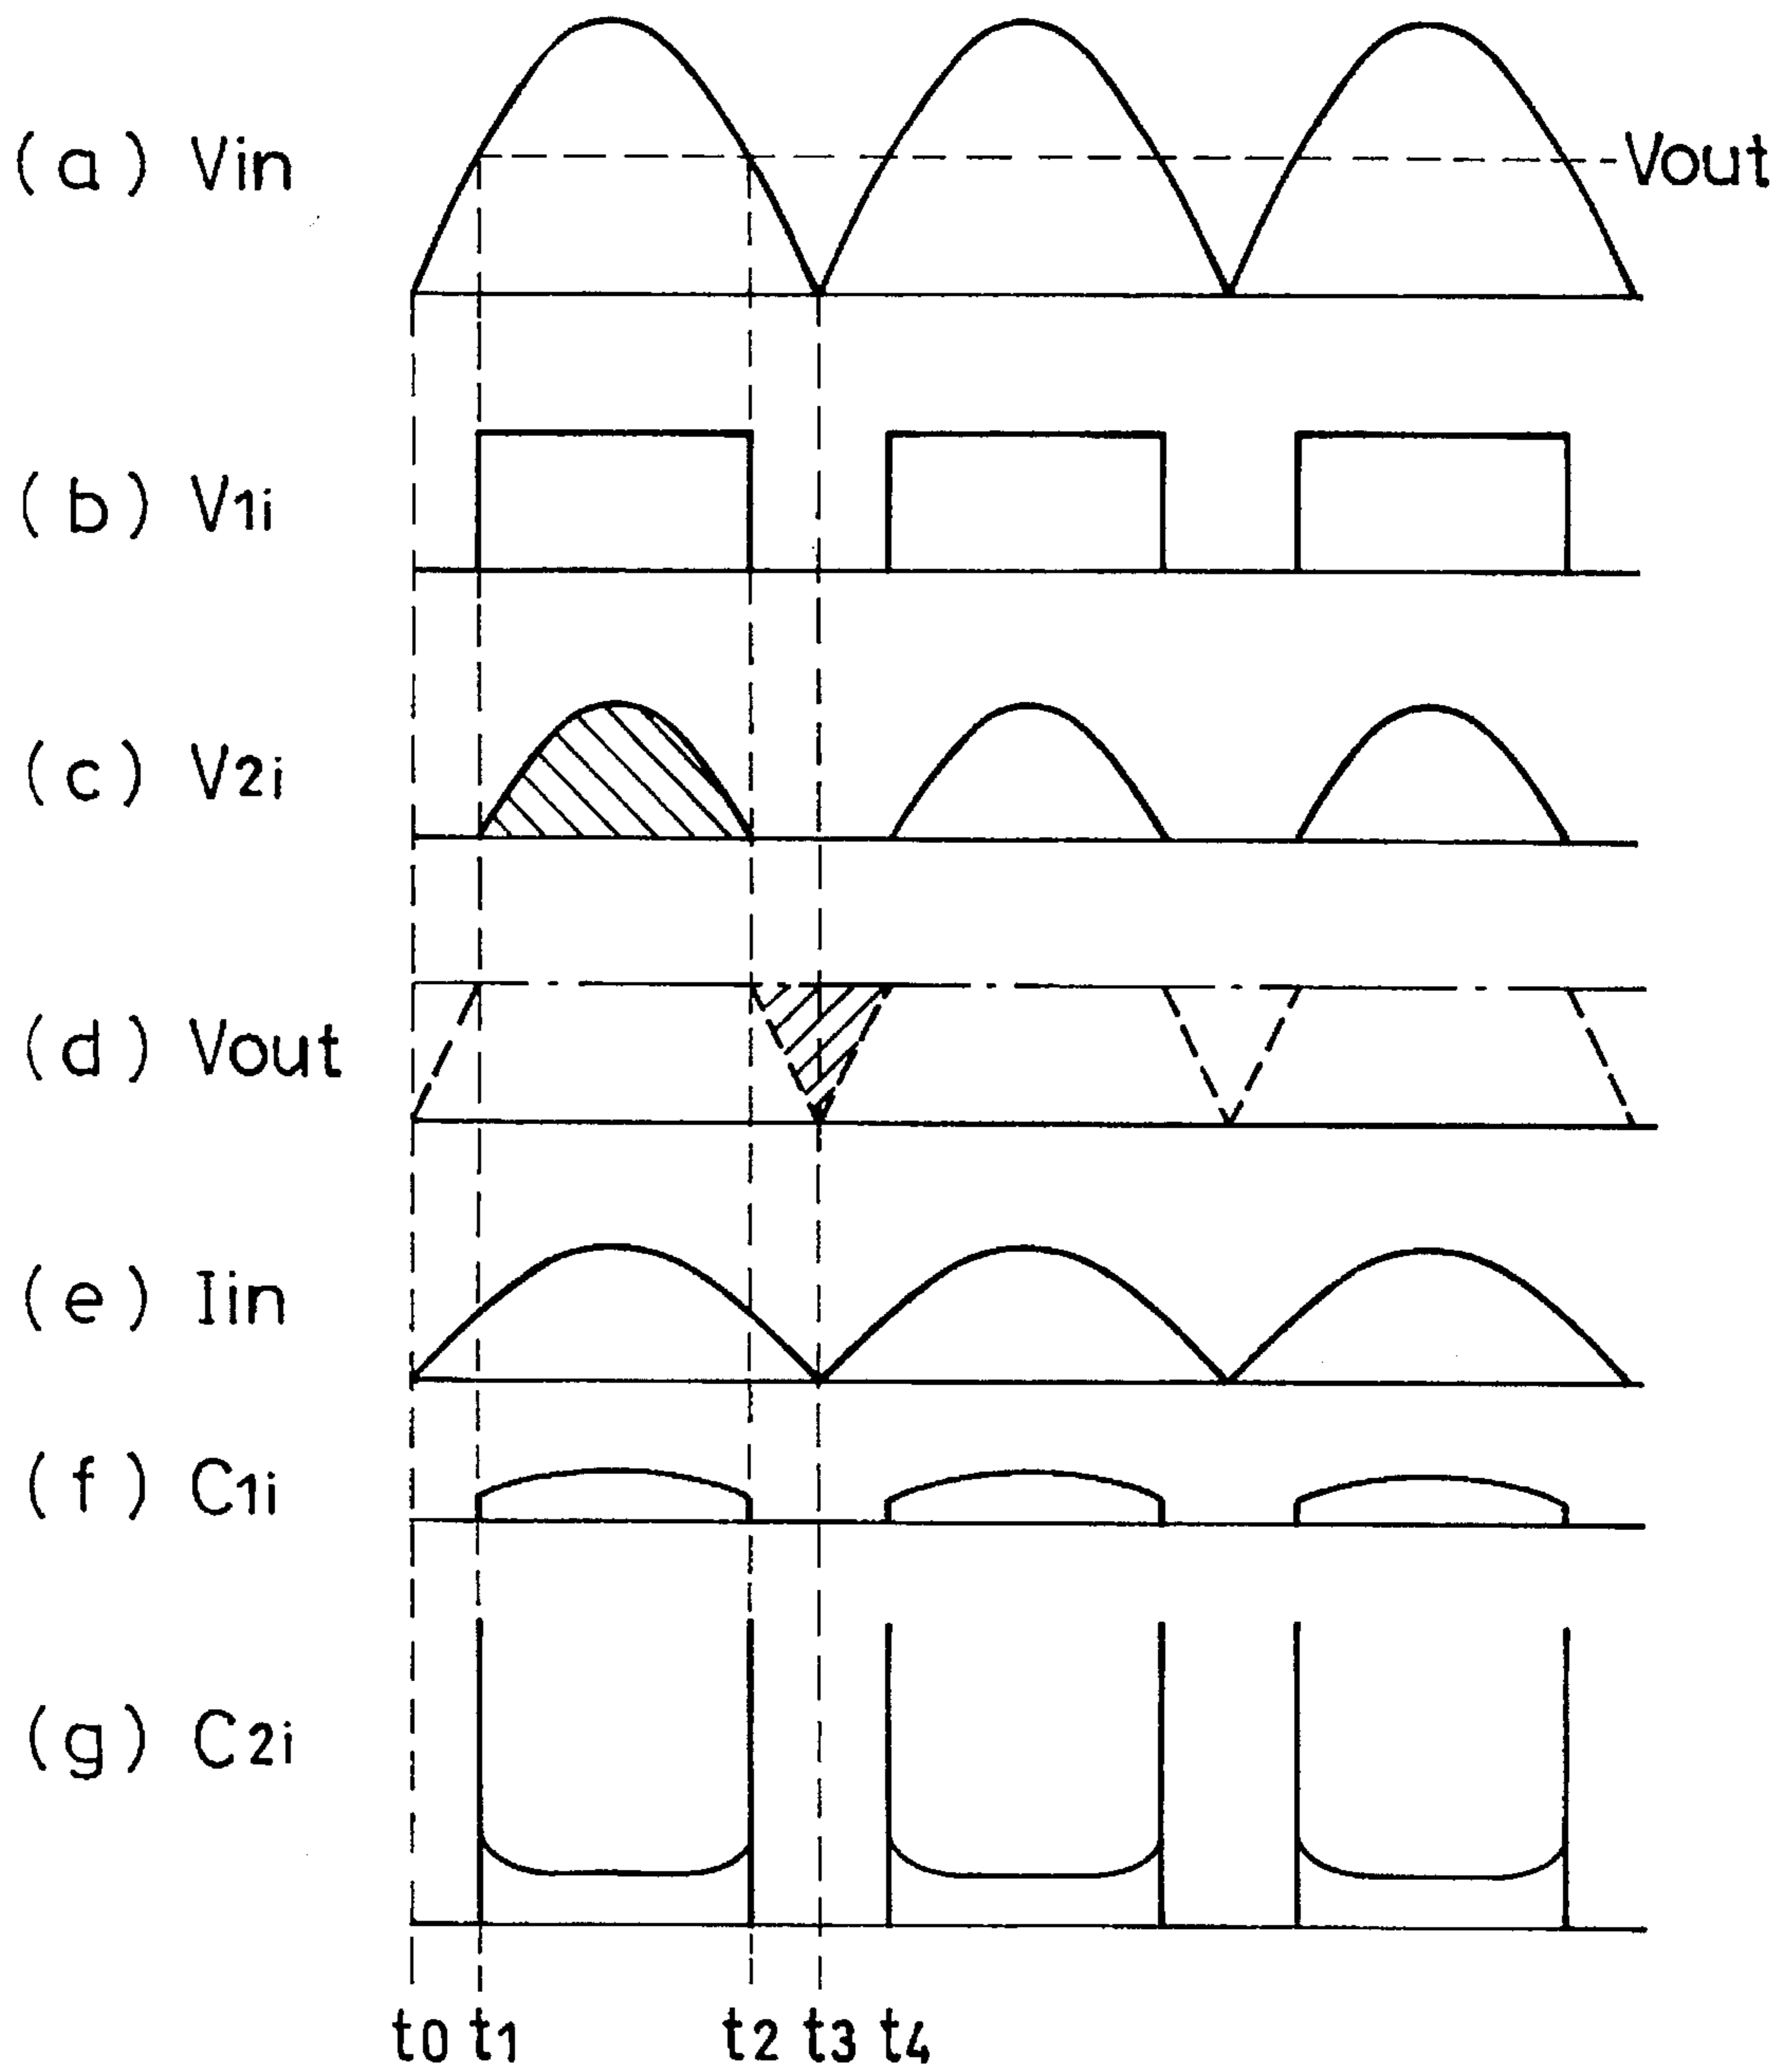 (a) Vin
Vout
(b) V1i
(c) V2i
(d) Vout
(e) Iin
(f) C1i
(g) C2i
t0 t1 t2 t3 t4